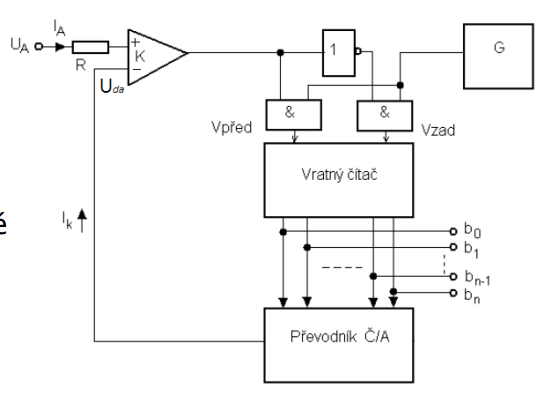 I_A
U_A
R
+
K
−
U_da
1
G
&
&
Vpřed
Vzad
Vratný čítač
é
I_k
b_0
b_1
b_n-1
b_n
Převodník Č/A